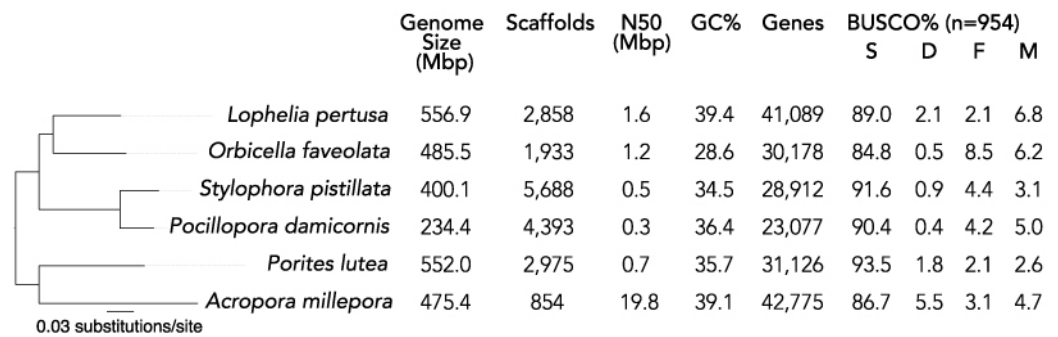 Genome Size (Mbp) Scaffolds N50 (Mbp) GC% Genes BUSCO% (n=954)
S D F M
Lophelia pertusa 556.9 2,858 1.6 39.4 41,089 89.0 2.1 2.1 6.8
Orbicella faveolata 485.5 1,933 1.2 28.6 30,178 84.8 0.5 8.5 6.2
Stylophora pistillata 400.1 5,688 0.5 34.5 28,912 91.6 0.9 4.4 3.1
Pocillopora damicornis 234.4 4,393 0.3 36.4 23,077 90.4 0.4 4.2 5.0
Porites lutea 552.0 2,975 0.7 35.7 31,126 93.5 1.8 2.1 2.6
Acropora millepora 475.4 854 19.8 39.1 42,775 86.7 5.5 3.1 4.7
0.03 substitutions/site